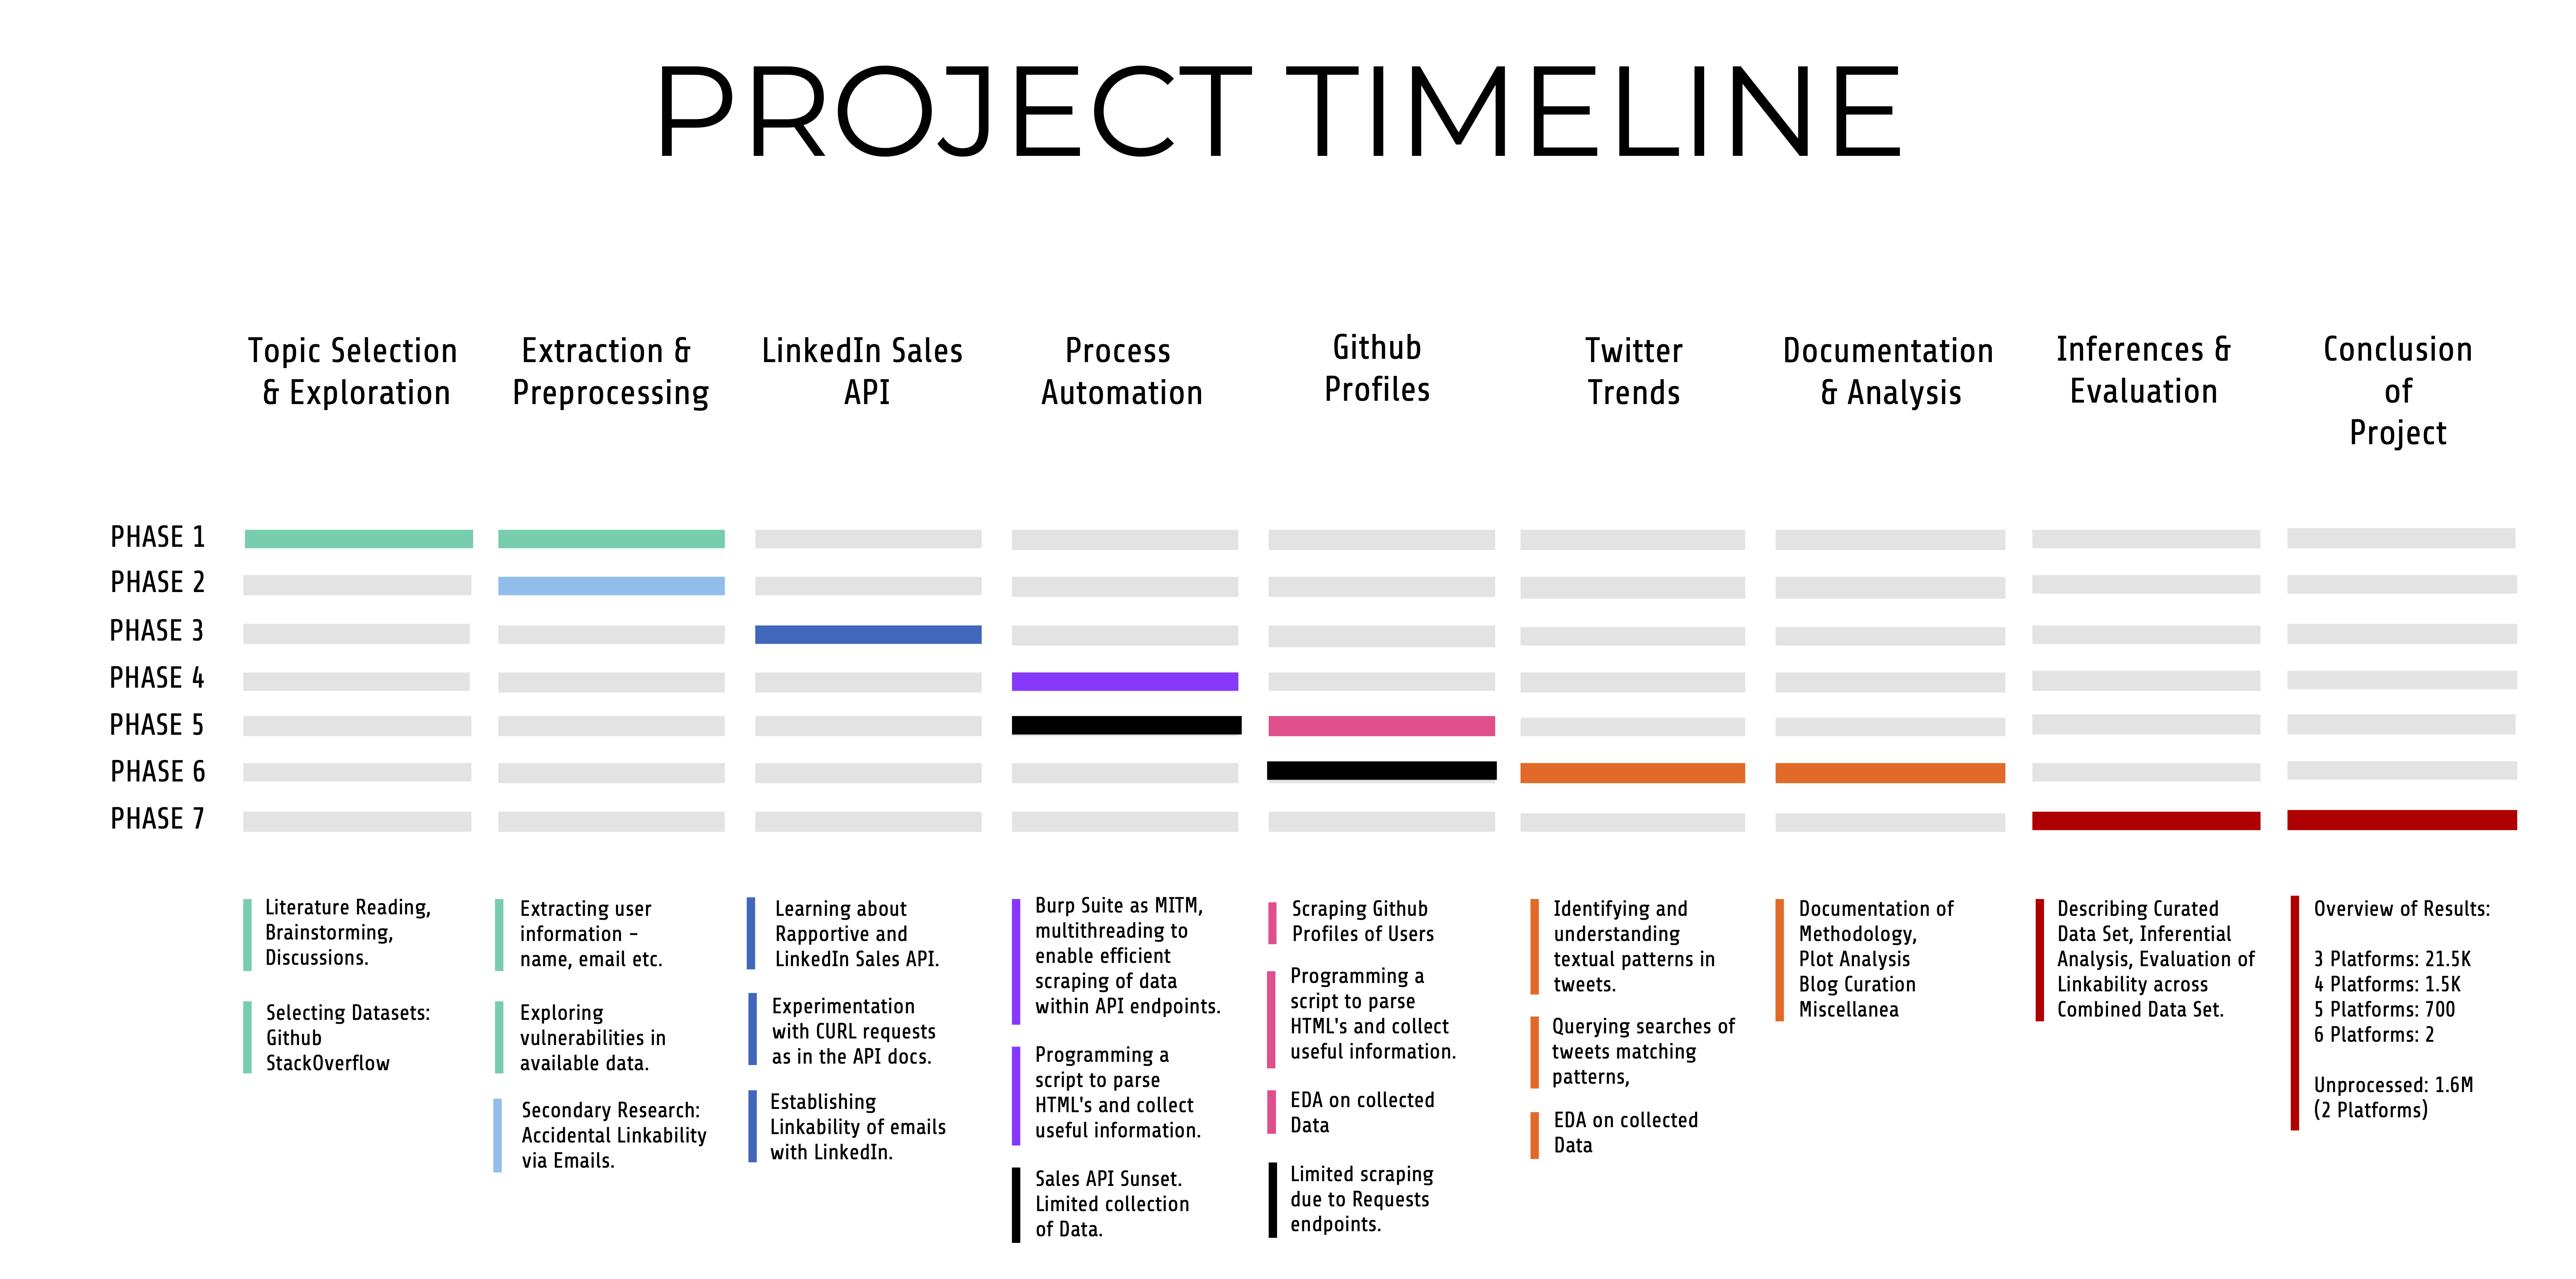 PROJECT TIMELINE
Topic Selection
& Exploration
Extraction &
Preprocessing
LinkedIn Sales
API
Process
Automation
Github
Profiles
Twitter
Trends
Documentation
& Analysis
Inferences &
Evaluation
Conclusion
of
Project
PHASE 1
PHASE 2
PHASE 3
PHASE 4
PHASE 5
PHASE 6
PHASE 7
Literature Reading,
Brainstorming,
Discussions.
Selecting Datasets:
Github
StackOverflow
Extracting user
information -
name, email etc.
Exploring
vulnerabilities in
available data.
Secondary Research:
Accidental Linkability
via Emails.
Learning about
Rapportive and
LinkedIn Sales API.
Experimentation
with CURL requests
as in the API docs.
Establishing
Linkability of emails
with LinkedIn.
Burp Suite as MITM,
multithreading to
enable efficient
scraping of data
within API endpoints.
Programming a
script to parse
HTML's and collect
useful information.
Sales API Sunset.
Limited collection
of Data.
Scraping Github
Profiles of Users
Programming a
script to parse
HTML's and collect
useful information.
EDA on collected
Data
Limited scraping
due to Requests
endpoints.
Identifying and
understanding
textual patterns in
tweets.
Querying searches of
tweets matching
patterns,
EDA on collected
Data
Documentation of
Methodology,
Plot Analysis
Blog Curation
Miscellanea
Describing Curated
Data Set, Inferential
Analysis, Evaluation of
Linkability across
Combined Data Set.
Overview of Results:
3 Platforms: 21.5K
4 Platforms: 1.5K
5 Platforms: 700
6 Platforms: 2
Unprocessed: 1.6M
(2 Platforms)